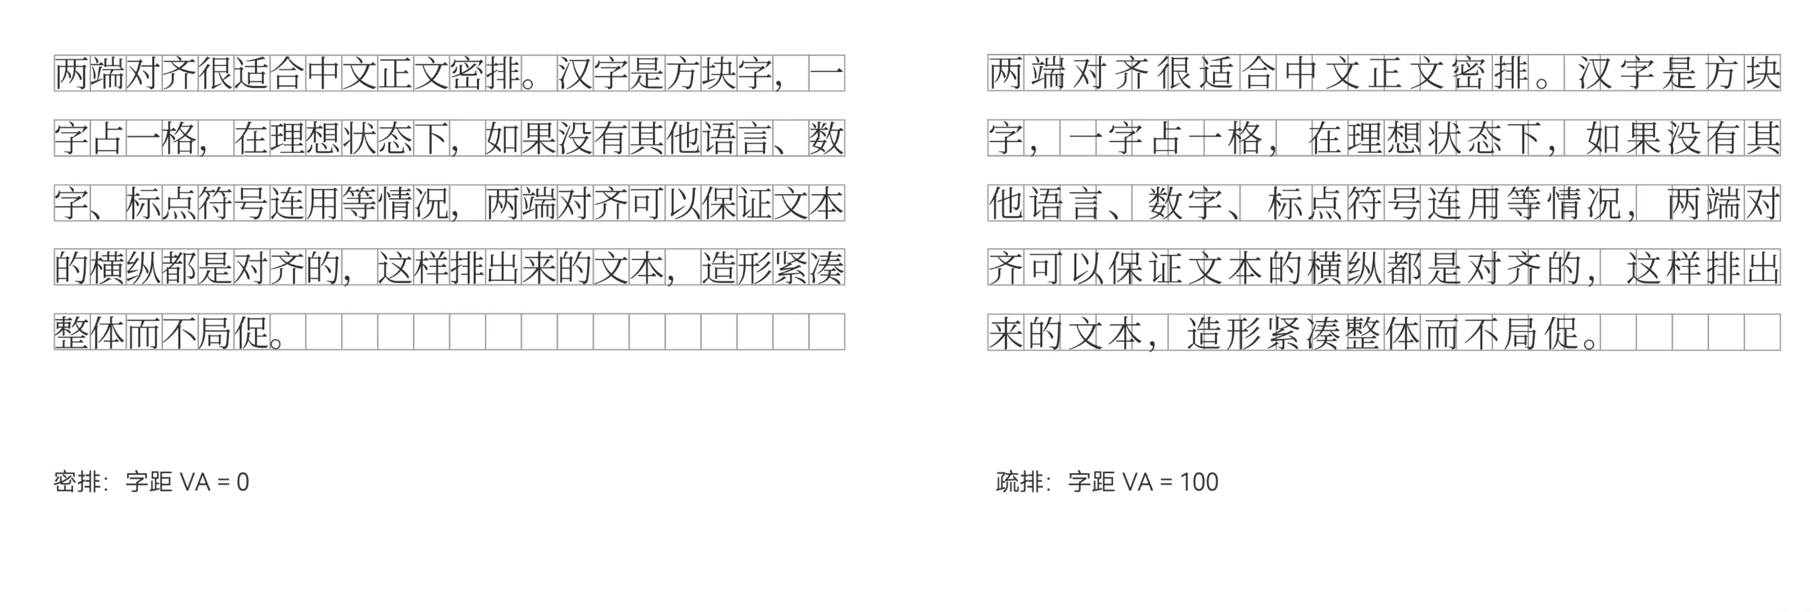 两端对齐很适合中文正文密排。汉字是方块字，一
字占一格，在理想状态下，如果没有其他语言、数
字、标点符号连用等情况，两端对齐可以保证文本
的横纵都是对齐的，这样排出来的文本，造形紧凑
整体而不局促。
密排：字距 VA = 0
两端对齐很适合中文正文密排。汉字是方块
字，一字占一格，在理想状态下，如果没有其
他语言、数字、标点符号连用等情况，两端对
齐可以保证文本的横纵都是对齐的，这样排出
来的文本，造形紧凑整体而不局促。
疏排：字距 VA = 100